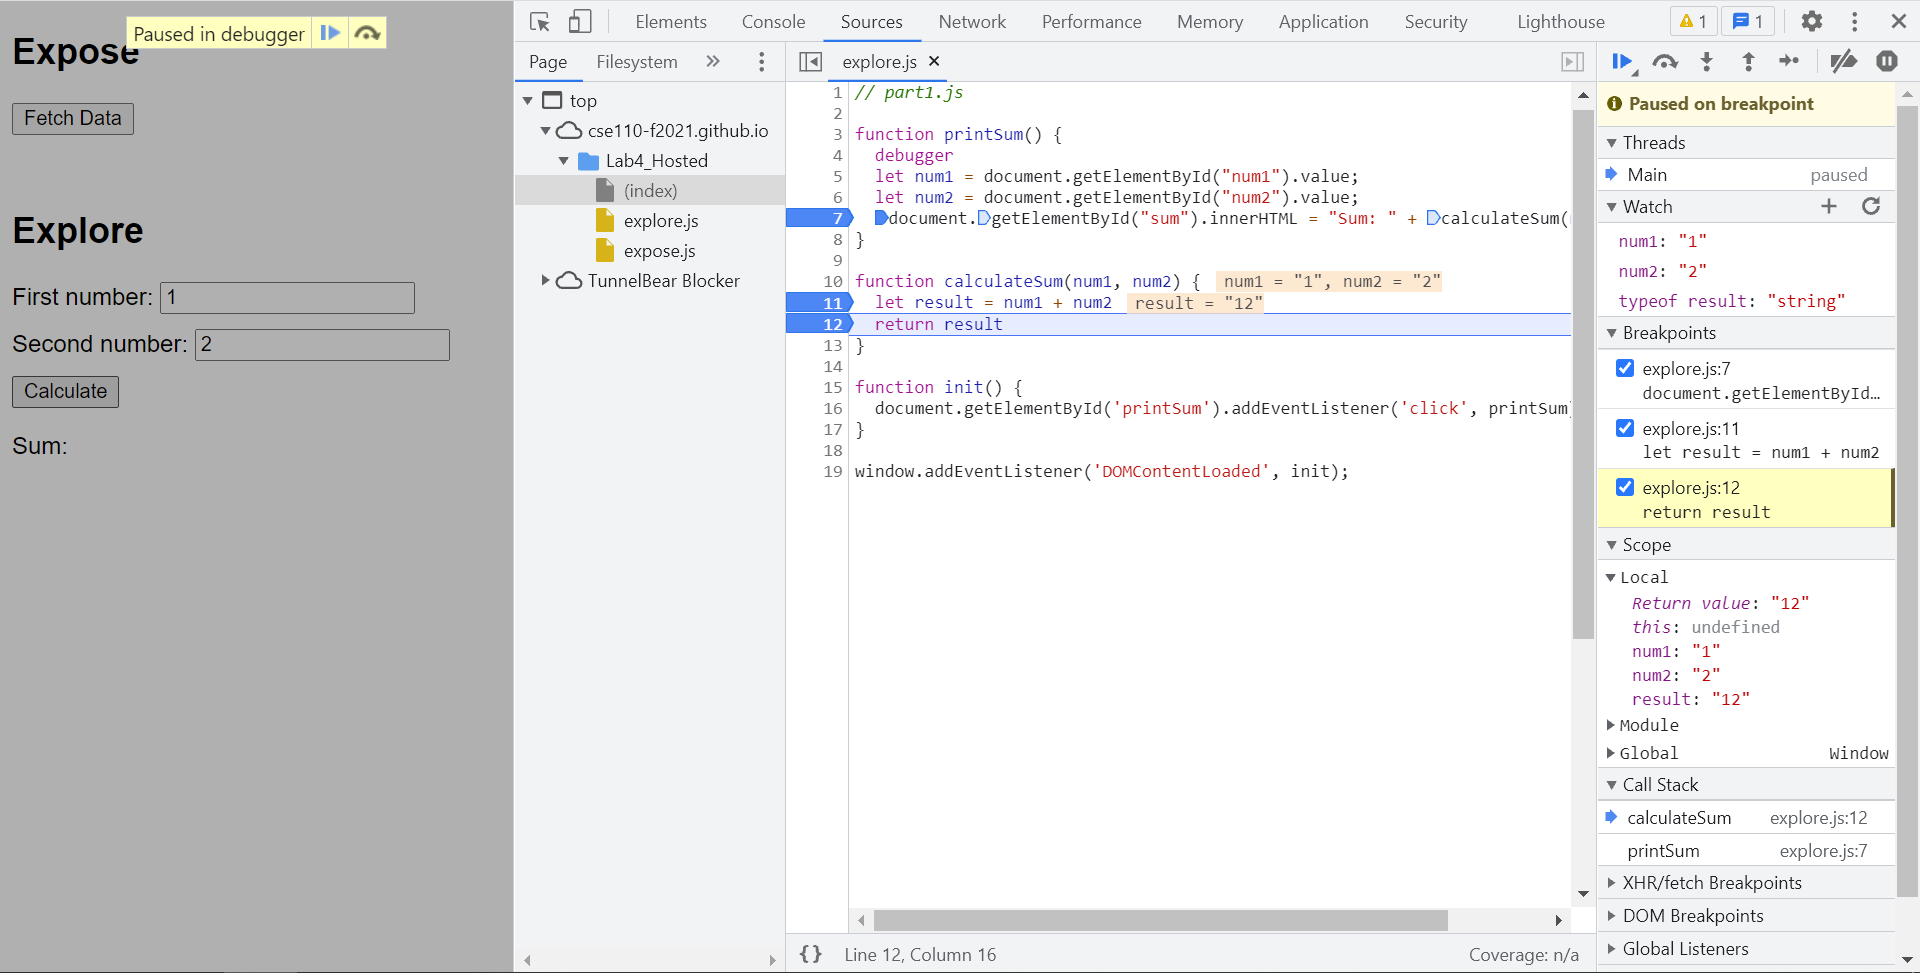 Paused in debugger
Expose
Fetch Data
Explore
First number: 1
Second number: 2
Calculate
Sum:
Elements Console Sources Network Performance Memory Application Security Lighthouse 1 1
Page Filesystem
top
cse110-f2021.github.io
Lab4_Hosted
(index)
explore.js
expose.js
TunnelBear Blocker
explore.js
1 // part1.js
2
3 function printSum() {
4 debugger
5 let num1 = document.getElementById("num1").value;
6 let num2 = document.getElementById("num2").value;
7 document.getElementById("sum").innerHTML = "Sum: " + calculateSum(
8 }
9
10 function calculateSum(num1, num2) { num1 = "1", num2 = "2"
11 let result = num1 + num2 result = "12"
12 return result
13 }
14
15 function init() {
16 document.getElementById('printSum').addEventListener('click', printSum)
17 }
18
19 window.addEventListener('DOMContentLoaded', init);
{} Line 12, Column 16 Coverage: n/a
Paused on breakpoint
Threads
Main paused
Watch
num1: "1"
num2: "2"
typeof result: "string"
Breakpoints
explore.js:7
document.getElementById…
explore.js:11
let result = num1 + num2
explore.js:12
return result
Scope
Local
Return value: "12"
this: undefined
num1: "1"
num2: "2"
result: "12"
Module
Global Window
Call Stack
calculateSum explore.js:12
printSum explore.js:7
XHR/fetch Breakpoints
DOM Breakpoints
Global Listeners